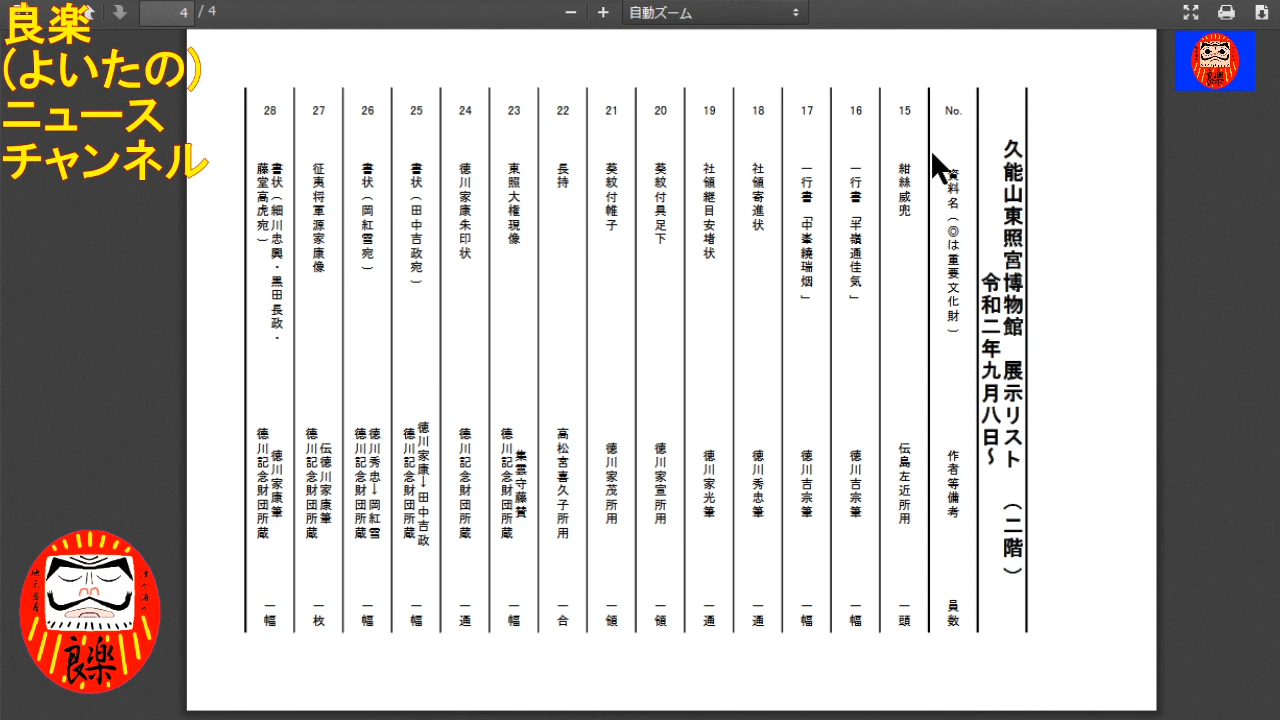 4 / 4
自動ズーム
良楽
(よいたの)
ニュース
チャンネル
久能山東照宮博物館 展示リスト (二階)
令和二年九月八日~
No. 資料名(◎は重要文化財) 作者等備考 員数
15 紺絲威兜 伝島左近所用 一頭
16 一行書「半嶺通佳気」 徳川吉宗筆 一幅
17 一行書「中峯繞瑞烟」 徳川吉宗筆 一幅
18 社領寄進状 徳川秀忠筆 一通
19 社領継目安堵状 徳川家光筆 一通
20 葵紋付具足下 徳川家宣所用 一領
21 葵紋付帷子 徳川家茂所用 一領
22 長持 高松宮喜久子所用 一合
23 東照大権現像 集雲守藤賛 徳川記念財団所蔵 一幅
24 徳川家康朱印状 徳川記念財団所蔵 一通
25 書状(田中吉政宛) 徳川家康→田中吉政 徳川記念財団所蔵 一幅
26 書状(岡紅雪宛) 徳川秀忠→岡紅雪 徳川記念財団所蔵 一幅
27 征夷将軍源家康像 伝徳川家康筆 徳川記念財団所蔵 一枚
28 書状(細川忠興・黒田長政・藤堂高虎宛) 徳川家康筆 徳川記念財団所蔵 一幅
良楽